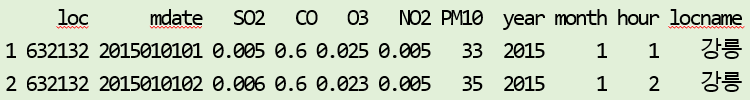 loc mdate SO2 CO O3 NO2 PM10 year month hour locname
1 632132 2015010101 0.005 0.6 0.025 0.005 33 2015 1 1 강릉
2 632132 2015010102 0.006 0.6 0.023 0.005 35 2015 1 2 강릉